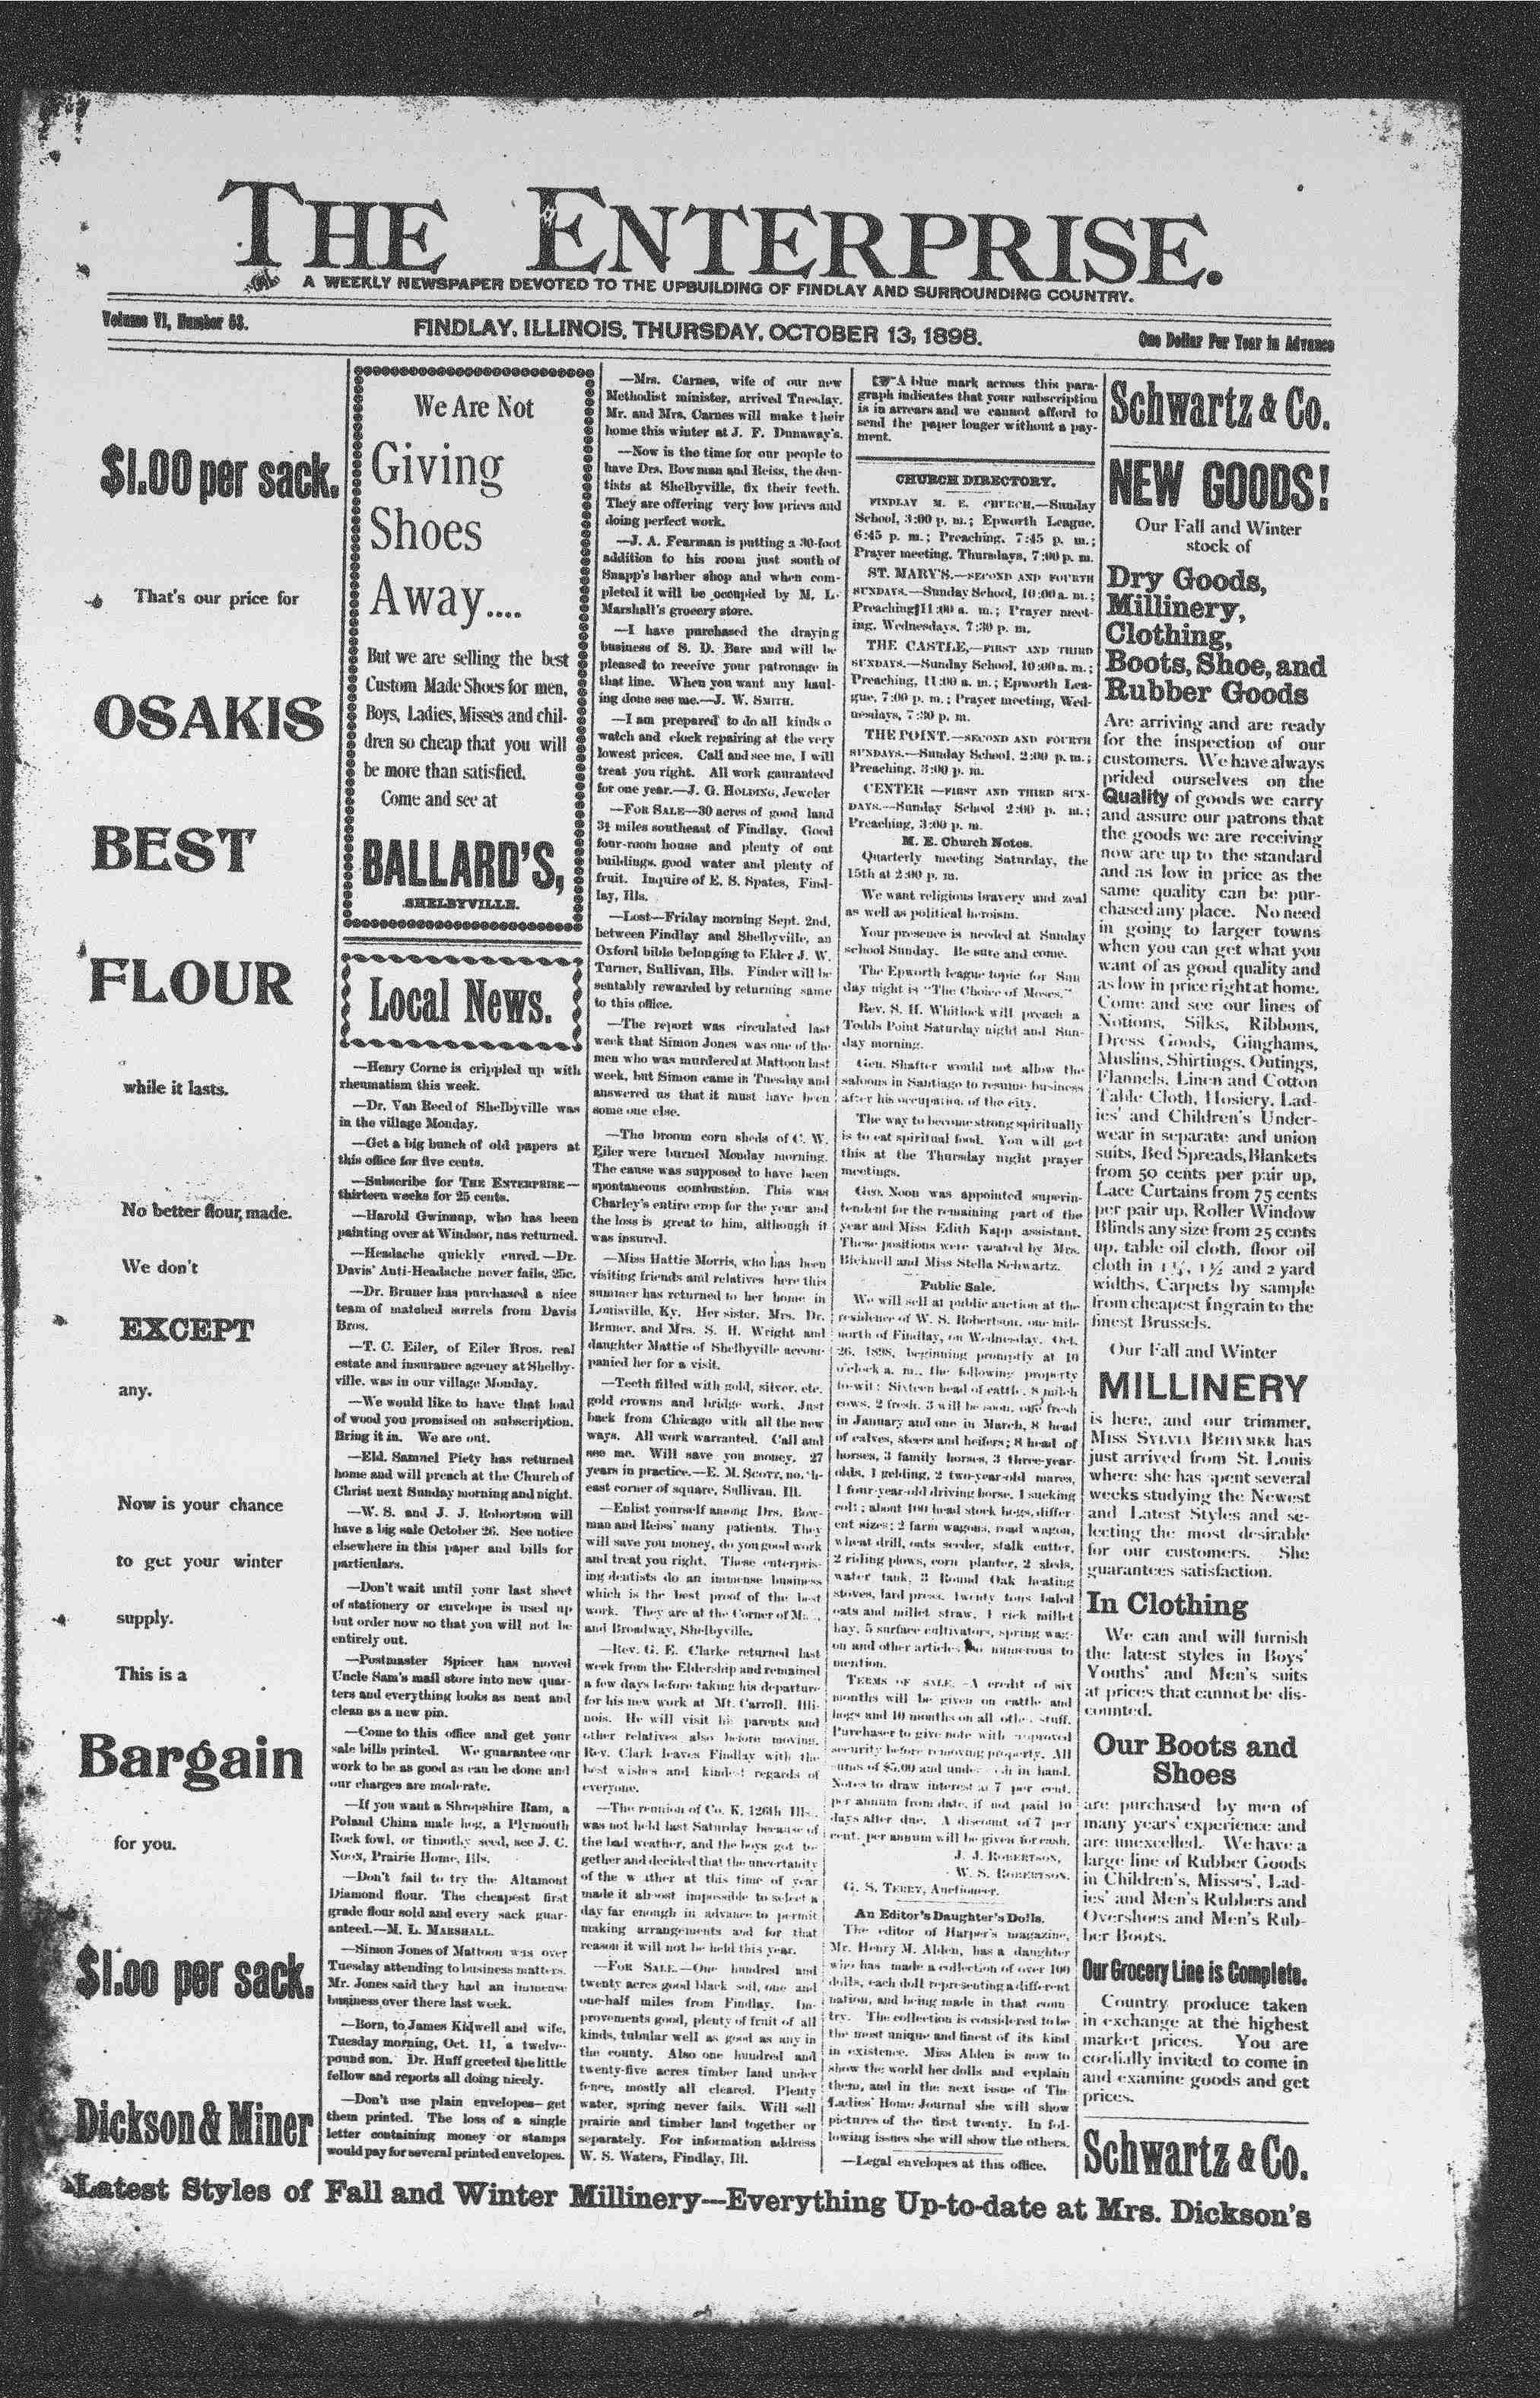 THE ENTERPRISE.
A WEEKLY NEWSPAPER DEVOTED TO THE UPBUILDING OF FINDLAY AND SURROUNDING COUNTRY.
Volume VI, Number 53.
FINDLAY, ILLINOIS, THURSDAY, OCTOBER 13, 1898.
One Dollar Per Year in Advance
$1.00 per sack.
That's our price for
OSAKIS
BEST
FLOUR
while it lasts.
No better flour, made.
We don't
EXCEPT
any.
Now is your chance
to get your winter
supply.
This is a
Bargain
for you.
$1.00 per sack.
Dickson & Miner
We Are Not
Giving
Shoes
Away....
But we are selling the best
Custom Made Shoes for men,
Boys, Ladies, Misses and chil-
dren so cheap that you will
be more than satisfied.
Come and see at
BALLARD'S,
SHELBYVILLE.
Local News.
—Henry Corne is crippled up with
rheumatism this week.
—Dr. Van Reed of Shelbyville was
in the village Monday.
—Get a big bunch of old papers at
this office for five cents.
—Subscribe for THE ENTERPRISE—
thirteen weeks for 25 cents.
—Harold Gwinnup, who has been
painting over at Windsor, nas returned.
—Headache quickly cured.—Dr.
Davis' Anti-Headache never fails, 25c.
—Dr. Bruner has purchased a nice
team of matched sorrels from Davis
Bros.
—T. C. Eiler, of Eiler Bros. real
estate and insurance agency at Shelby-
ville, was in our village Monday.
—We would like to have that load
of wood you promised on subscription.
Bring it in. We are out.
—Eld. Samuel Piety has returned
home and will preach at the Church of
Christ next Sunday morning and night.
—W. S. and J. J. Robertson will
have a big sale October 26. See notice
elsewhere in this paper and bills for
particulars.
—Don't wait until your last sheet
of stationery or envelope is used up
but order now so that you will not be
entirely out.
—Postmaster Spicer has moved
Uncle Sam's mail store into new quar-
ters and everything looks as neat and
clean as a new pin.
—Come to this office and get your
sale bills printed. We guarantee our
work to be as good as can be done and
our charges are moderate.
—If you want a Shropshire Ram, a
Poland China male hog, a Plymouth
Rock fowl, or timothy seed, see J. C.
NOON, Prairie Home, Ills.
—Don't fail to try the Altamont
Diamond flour. The cheapest first
grade flour sold and every sack guar-
anteed.—M. L. MARSHALL.
—Simon Jones of Mattoon was over
Tuesday attending to business matters.
Mr. Jones said they had an immense
business over there last week.
—Born, to James Kidwell and wife,
Tuesday morning, Oct. 11, a twelve-
pound son. Dr. Huff greeted the little
fellow and reports all doing nicely.
—Don't use plain envelopes—get
them printed. The loss of a single
letter containing money or stamps
would pay for several printed envelopes.
—Mrs. Carnes, wife of our new
Methodist minister, arrived Tuesday.
Mr. and Mrs. Carnes will make their
home this winter at J. F. Dunaway's.
—Now is the time for our people to
have Drs. Bowman and Reiss, the den-
tists at Shelbyville, fix their teeth.
They are offering very low prices and
doing perfect work.
—J. A. Fearman is putting a 30-foot
addition to his room just south of
Snapp's barber shop and when com-
pleted it will be occupied by M. L.
Marshall's grocery store.
—I have purchased the draying
business of S. D. Bare and will be
pleased to receive your patronage in
that line. When you want any haul-
ing done see me.—J. W. SMITH.
—I am prepared to do all kinds o
watch and clock repairing at the very
lowest prices. Call and see me, I will
treat you right. All work gauranteed
for one year.—J. G. HOLDING, Jeweler
—FOR SALE—30 acres of good land
3½ miles southeast of Findlay. Good
four-room house and plenty of out
buildings, good water and plenty of
fruit. Inquire of E. S. Spates, Find-
lay, Ills.
—Lost—Friday morning Sept. 2nd,
between Findlay and Shelbyville, an
Oxford bible belonging to Elder J. W.
Turner, Sullivan, Ills. Finder will be
sentably rewarded by returning same
to this office.
—The report was circulated last
week that Simon Jones was one of the
men who was murdered at Mattoon last
week, but Simon came in Tuesday and
answered us that it must have been
some one else.
—The broom corn sheds of C. W.
Eiler were burned Monday morning.
The cause was supposed to have been
spontaneous combustion. This was
Charley's entire crop for the year and
the loss is great to him, although it
was insured.
—Miss Hattie Morris, who has been
visiting friends and relatives here this
summer has returned to her home in
Louisville, Ky. Her sister, Mrs. Dr.
Bruner, and Mrs. S. H. Wright and
daughter Mattie of Shelbyville accom-
panied her for a visit.
—Teeth filled with gold, silver, etc.
gold crowns and bridge work. Just
back from Chicago with all the new
ways. All work warranted. Call and
see me. Will save you money. 27
years in practice.—E. M. SCOTT,
east corner of square, Sullivan, Ill.
—Enlist yourself among Drs. Bow-
man and Reiss' many patients. They
will save you money, do you good work
and treat you right. These enterpris-
ing dentists do an immense business
which is the best proof of the best
work. They are at the Corner of
and Broadway, Shelbyville.
—Rev. G. E. Clarke returned last
week from the Eldership and remained
a few days before taking his departure
for his new work at Mt. Carroll, Illi-
nois. He will visit his parents and
other relatives also before moving.
Rev. Clark leaves Findlay with the
best wishes and kindest regards of
everyone.
—The reunion of Co. K, 126th Ills.,
was not held last Saturday because of
the bad weather, and the boys got to-
gether and decided that the uncertainty
of the w ather at this time of year
made it almost impossible to select a
day far enough in advance to permit
making arrangements and for that
reason it will not be held this year.
—FOR SALE.—One hundred and
twenty acres good black soil, one and
one-half miles from Findlay. Im-
provements good, plenty of fruit of all
kinds, tubular well as good as any in
the county. Also one hundred and
twenty-five acres timber land under
fence, mostly all cleared. Plenty
water, spring never fails. Will sell
prairie and timber land together or
separately. For information address
W. S. Waters, Findlay, Ill.
☞A blue mark across this para-
graph indicates that your subscription
is in arrears and we cannot afford to
send the paper longer without a pay-
ment.
CHURCH DIRECTORY.
FINDLAY M. E. CHURCH,—Sunday
School, 3:00 p. m.; Epworth League,
6:45 p. m.; Preaching, 7:45 p. m.;
Prayer meeting, Thursdays, 7:00 p. m.
ST. MARY'S.—SECOND AND FOURTH
SUNDAYS.—Sunday School, 10:00 a. m.;
Preaching 11:00 a. m.; Prayer meet-
ing, Wednesdays, 7:30 p. m.
THE CASTLE,—FIRST AND THIRD
SUNDAYS.—Sunday School, 10:00 a. m.;
Preaching, 11:00 a. m.; Epworth Lea-
gue, 7:00 p. m.; Prayer meeting, Wed-
nesdays, 7:30 p. m.
THE POINT.—SECOND AND FOURTH
SUNDAYS.—Sunday School, 2:00 p. m.;
Preaching, 3:00 p. m.
CENTER —FIRST AND THIRD SUN-
DAYS.—Sunday School 2:00 p. m.;
Preaching, 3:00 p. m.
M. E. Church Notes.
Quarterly meeting Saturday, the
15th at 2:00 p. m.
We want religious bravery and zeal
as well as political heroism.
Your presence is needed at Sunday
school Sunday. Be sure and come.
The Epworth league topic for Sun
day night is "The Choice of Moses."
Rev. S. H. Whitlock will preach a
Todds Point Saturday night and Sun-
day morning.
Gen. Shafter would not allow the
saloons in Santiago to resume business
after his occupation of the city.
The way to become strong spiritually
is to eat spiritual food. You will get
this at the Thursday night prayer
meetings.
Geo. Noon was appointed superin-
tendent for the remaining part of the
year and Miss Edith Kapp assistant.
These positions were vacated by Mrs.
Bicknell and Miss Stella Schwartz.
Public Sale.
We will sell at public auction at the
residence of W. S. Robertson, one mile
north of Findlay, on Wednesday, Oct.
26, 1898, beginning promptly at 10
o'clock a. m., the following property
to-wit: Sixteen head of cattle, 8 milch
cows, 2 fresh, 3 will be soon, one fresh
in January and one in March, 8 head
of calves, steers and heifers; 8 head of
horses, 3 family horses, 3 three-year-
olds, 1 gelding, 2 two-year-old mares,
1 four-year-old driving horse, 1 sucking
colt; about 100 head stock hogs, differ-
ent sizes; 2 farm wagons, road wagon,
wheat drill, oats seeder, stalk cutter,
2 riding plows, corn planter, 2 sleds,
water tank, 3 Round Oak heating
stoves, lard press, twenty tons baled
oats and millet straw, 1 rick millet
hay, 5 surface cultivators, spring wag-
on and other articles too numerous to
mention.
TERMS OF SALE.—A credit of six
months will be given on cattle and
hogs and 10 months on all other stuff.
Purchaser to give note with approved
security before removing property. All
sums of $5.00 and under cash in hand.
Notes to draw interest at 7 per cent.
per annum from date, if not paid 10
days after due. A discount of 7 per
cent. per annum will be given for cash.
J. J. ROBERTSON,
W. S. ROBERTSON.
G. S. TERRY, Auctioneer.
An Editor's Daughter's Dolls.
The editor of Harper's magazine,
Mr. Henry M. Alden, has a daughter
who has made a collection of over 100
dolls, each doll representing a different
nation, and being made in that coun
try. The collection is considered to be
the most unique and finest of its kind
in existence. Miss Alden is now to
show the world her dolls and explain
them, and in the next issue of The
Ladies' Home Journal she will show
pictures of the first twenty. In fol-
lowing issues she will show the others.
—Legal envelopes at this office.
Schwartz & Co.
NEW GOODS!
Our Fall and Winter
stock of
Dry Goods,
Millinery,
Clothing,
Boots, Shoe, and
Rubber Goods
Are arriving and are ready
for the inspection of our
customers. We have always
prided ourselves on the
Quality of goods we carry
and assure our patrons that
the goods we are receiving
now are up to the standard
and as low in price as the
same quality can be pur-
chased any place. No need
in going to larger towns
when you can get what you
want of as good quality and
as low in price right at home.
Come and see our lines of
Notions, Silks, Ribbons,
Dress Goods, Ginghams,
Muslins, Shirtings, Outings,
Flannels, Linen and Cotton
Table Cloth, Hosiery, Lad-
ies' and Children's Under-
wear in separate and union
suits, Bed Spreads, Blankets
from 50 cents per pair up,
Lace Curtains from 75 cents
per pair up, Roller Window
Blinds any size from 25 cents
up, table oil cloth, floor oil
cloth in 1¼, 1½ and 2 yard
widths, Carpets by sample
from cheapest ingrain to the
finest Brussels.
Our Fall and Winter
MILLINERY
is here, and our trimmer,
MISS SYLVIA BEHYMER has
just arrived from St. Louis
where she has spent several
weeks studying the Newest
and Latest Styles and se-
lecting the most desirable
for our customers. She
guarantees satisfaction.
In Clothing
We can and will furnish
the latest styles in Boys'
Youths' and Men's suits
at prices that cannot be dis-
counted.
Our Boots and
Shoes
are purchased by men of
many years' experience and
are unexcelled. We have a
large line of Rubber Goods
in Children's, Misses', Lad-
ies' and Men's Rubbers and
Overshoes and Men's Rub-
ber Boots.
Our Grocery Line is Complete.
Country produce taken
in exchange at the highest
market prices. You are
cordially invited to come in
and examine goods and get
prices.
Schwartz & Co.
Latest Styles of Fall and Winter Millinery—Everything Up-to-date at Mrs. Dickson's